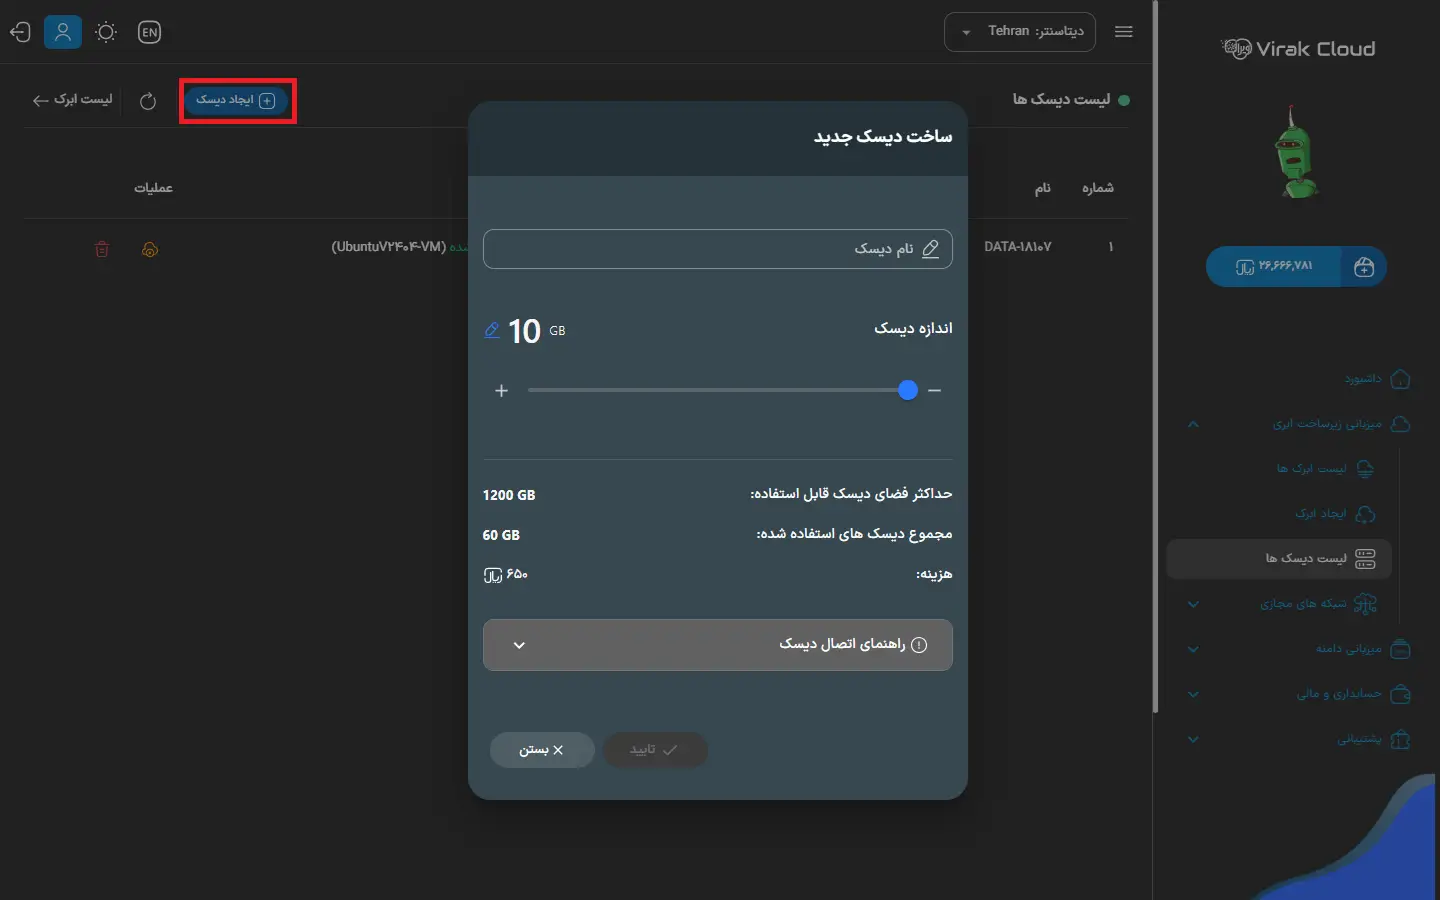 Virak Cloud
۲۶,۶۶۶,۷۸۱
داشبورد
میزبانی زیرساخت ابری
لیست ابرک ها
ایجاد ابرک
لیست دیسک ها
شبکه های مجازی
میزبانی دامنه
حسابداری و مالی
پشتیبانی
دیتاسنتر: Tehran
EN
لیست دیسک ها
ایجاد دیسک
لیست ابرک
شماره
نام
عملیات
۱
DATA-۱۸۱۰۷
شده (UbuntuV۲۴۰۴-VM)
ساخت دیسک جدید
نام دیسک
اندازه دیسک
10 GB
حداکثر فضای دیسک قابل استفاده: 1200 GB
مجموع دیسک های استفاده شده: 60 GB
هزینه: ۶۵۰ ریال
راهنمای اتصال دیسک
تایید
بستن